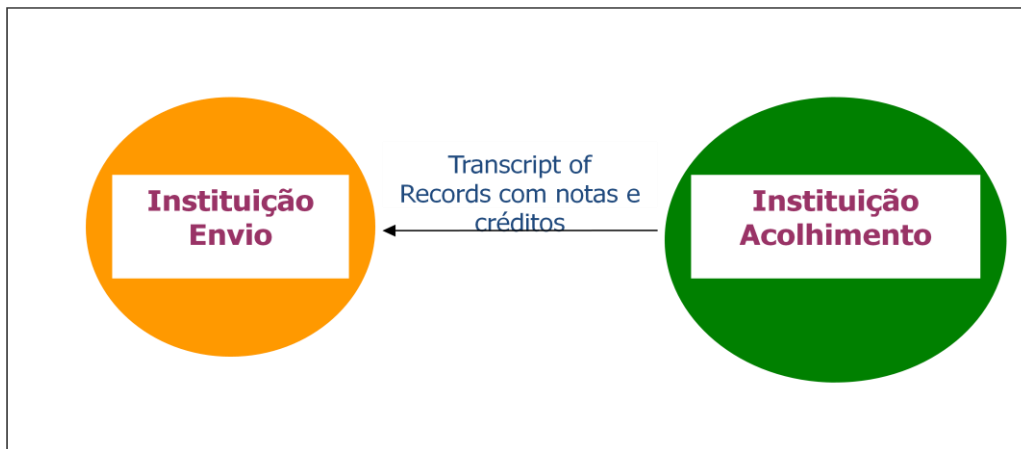 Instituição
Envio
Transcript of
Records com notas e
créditos
Instituição
Acolhimento